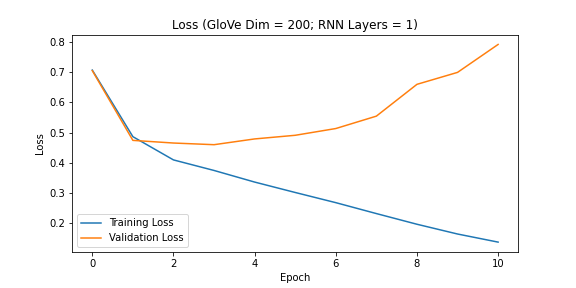 Loss (GloVe Dim = 200; RNN Layers = 1)
0.8
0.7
0.6
0.5
0.4
0.3
0.2
Loss
Training Loss
Validation Loss
0 2 4 6 8 10
Epoch